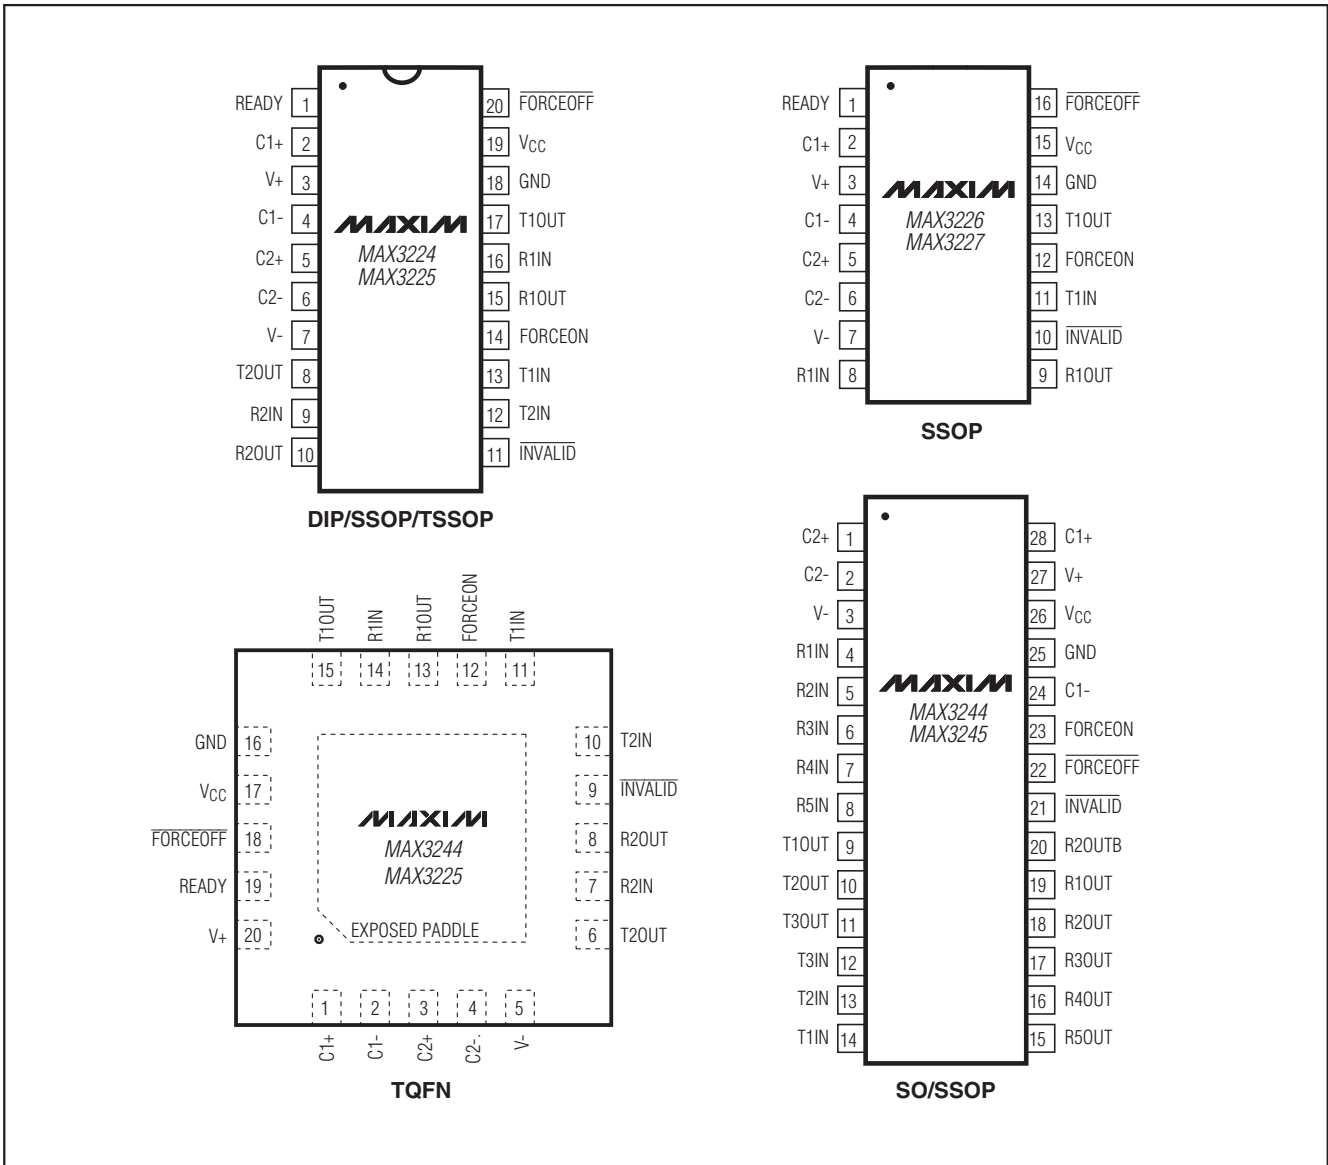 READY 1
C1+ 2
V+ 3
C1- 4
C2+ 5
C2- 6
V- 7
T2OUT 8
R2IN 9
R2OUT 10
20 FORCEOFF
19 VCC
18 GND
17 T1OUT
16 R1IN
15 R1OUT
14 FORCEON
13 T1IN
12 T2IN
11 INVALID
MAXIM
MAX3224
MAX3225
DIP/SSOP/TSSOP
READY 1
C1+ 2
V+ 3
C1- 4
C2+ 5
C2- 6
V- 7
R1IN 8
16 FORCEOFF
15 VCC
14 GND
13 T1OUT
12 FORCEON
11 T1IN
10 INVALID
9 R1OUT
MAXIM
MAX3226
MAX3227
SSOP
T1OUT 15
R1IN 14
R1OUT 13
FORCEON 12
T1IN 11
GND 16
VCC 17
FORCEOFF 18
READY 19
V+ 20
10 T2IN
9 INVALID
8 R2OUT
7 R2IN
6 T2OUT
MAXIM
MAX3244
MAX3225
EXPOSED PADDLE
1 C1+
2 C1-
3 C2+
4 C2-.
5 V-
TQFN
C2+ 1
C2- 2
V- 3
R1IN 4
R2IN 5
R3IN 6
R4IN 7
R5IN 8
T1OUT 9
T2OUT 10
T3OUT 11
T3IN 12
T2IN 13
T1IN 14
28 C1+
27 V+
26 VCC
25 GND
24 C1-
23 FORCEON
22 FORCEOFF
21 INVALID
20 R2OUTB
19 R1OUT
18 R2OUT
17 R3OUT
16 R4OUT
15 R5OUT
MAXIM
MAX3244
MAX3245
SO/SSOP